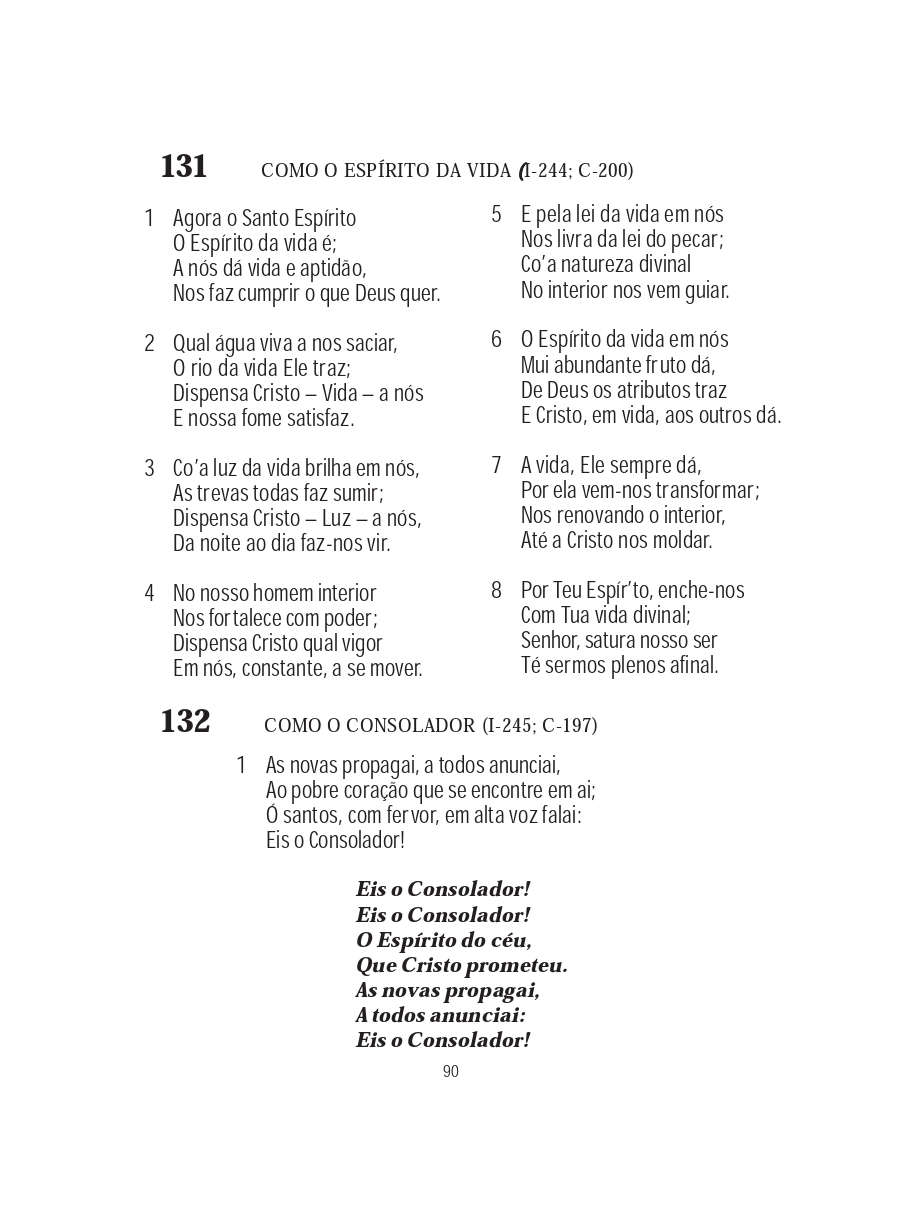 131 COMO O ESPÍRITO DA VIDA (I-244; C-200)
1 Agora o Santo Espírito
O Espírito da vida é;
A nós dá vida e aptidão,
Nos faz cumprir o que Deus quer.
2 Qual água viva a nos saciar,
O rio da vida Ele traz;
Dispensa Cristo – Vida – a nós
E nossa fome satisfaz.
3 Co’a luz da vida brilha em nós,
As trevas todas faz sumir;
Dispensa Cristo – Luz – a nós,
Da noite ao dia faz-nos vir.
4 No nosso homem interior
Nos fortalece com poder;
Dispensa Cristo qual vigor
Em nós, constante, a se mover.
5 E pela lei da vida em nós
Nos livra da lei do pecar;
Co’a natureza divinal
No interior nos vem guiar.
6 O Espírito da vida em nós
Mui abundante fruto dá,
De Deus os atributos traz
E Cristo, em vida, aos outros dá.
7 A vida, Ele sempre dá,
Por ela vem-nos transformar;
Nos renovando o interior,
Até a Cristo nos moldar.
8 Por Teu Espír’to, enche-nos
Com Tua vida divinal;
Senhor, satura nosso ser
Té sermos plenos afinal.
132 COMO O CONSOLADOR (I-245; C-197)
1 As novas propagai, a todos anunciai,
Ao pobre coração que se encontre em ai;
Ó santos, com fervor, em alta voz falai:
Eis o Consolador!
Eis o Consolador!
Eis o Consolador!
O Espírito do céu,
Que Cristo prometeu.
As novas propagai,
A todos anunciai:
Eis o Consolador!
90